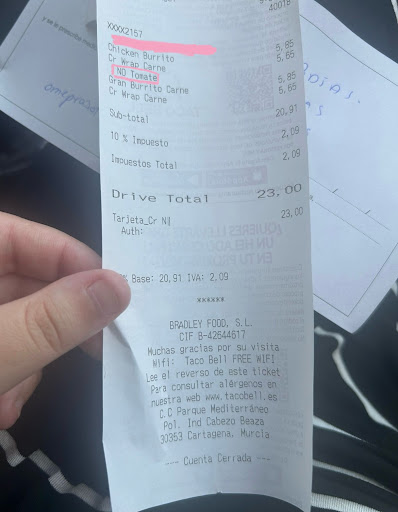 40018
XXXX2157
Chicken Burrito 5,85
Cr Wrap Carne 5,65
NO Tomate
Gran Burrito Carne 5,85
Cr Wrap Carne 5,65
Sub-total 20,91
10 % Impuesto 2,09
Impuestos Total 2,09
Drive Total 23,00
Tarjeta_Cr N 23,00
Auth:
% Base: 20,91 IVA: 2,09
******
BRADLEY FOOD, S.L.
CIF B-42544617
Muchas gracias por su visita
Wifi: Taco Bell FREE WIFI
Lee el reverso de este ticket
Para consultar alérgenos en
nuestra web www.tacobell.es
C.C Parque Mediterráneo
Pol. Ind Cabezo Beaza
30353 Cartagena, Murcia
--- Cuenta Cerrada ---